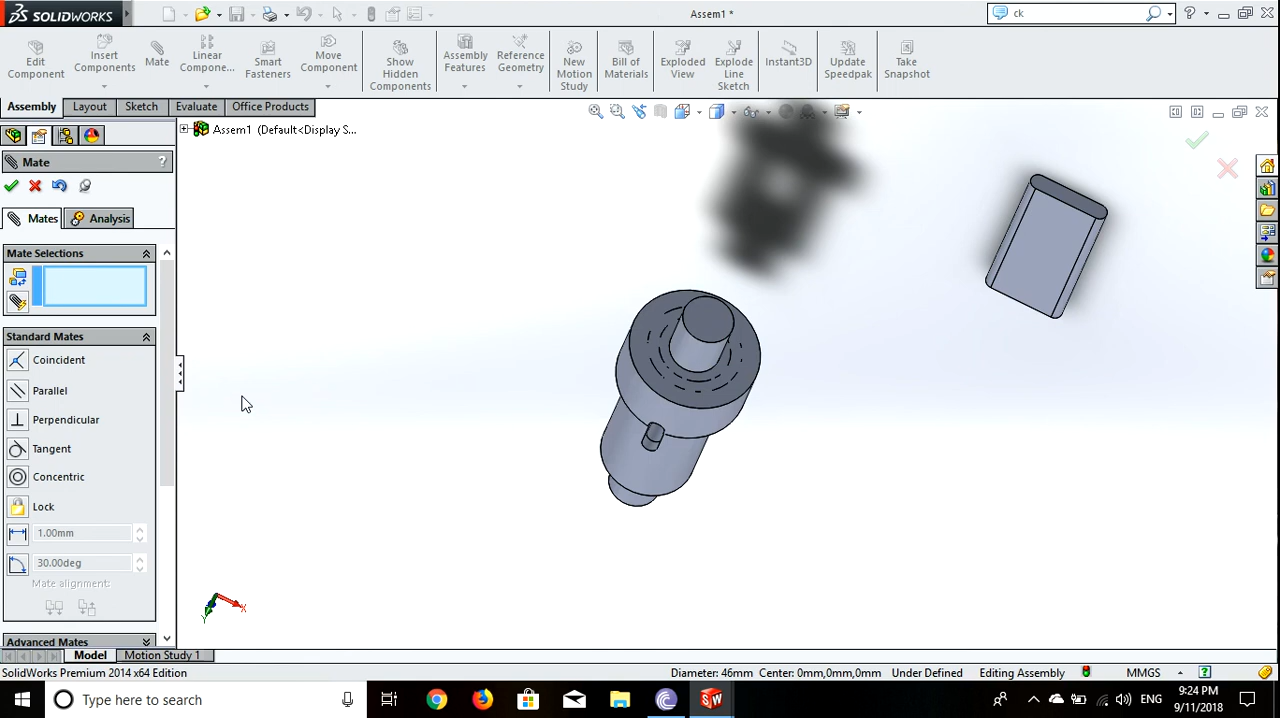 SOLIDWORKS
Assem1 *
ck
Edit Component
Insert Components
Mate
Linear Compone...
Smart Fasteners
Move Component
Show Hidden Components
Assembly Features
Reference Geometry
New Motion Study
Bill of Materials
Exploded View
Explode Line Sketch
Instant3D
Update Speedpak
Take Snapshot
Assembly Layout Sketch Evaluate Office Products
Assem1 (Default<Display S...
Mate ?
Mates Analysis
Mate Selections
Standard Mates
Coincident
Parallel
Perpendicular
Tangent
Concentric
Lock
1.00mm
30.00deg
Mate alignment:
Advanced Mates
X
Y
Model Motion Study 1
SolidWorks Premium 2014 x64 Edition Diameter: 46mm Center: 0mm,0mm,0mm Under Defined Editing Assembly MMGS
Type here to search
ENG
9:24 PM
9/11/2018